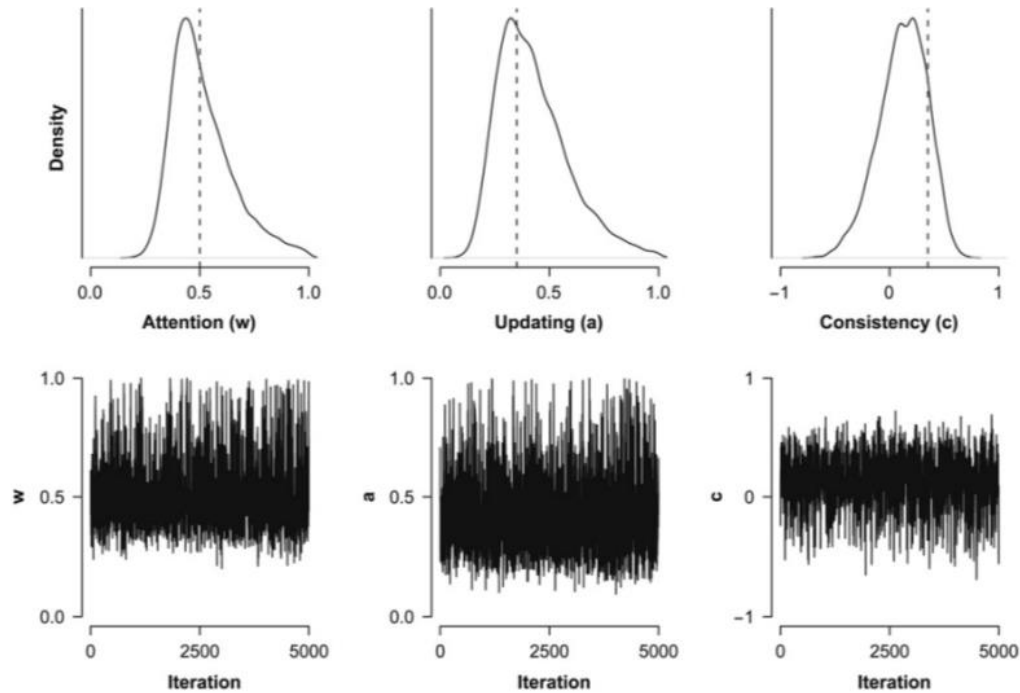 Density
0.0 0.5 1.0 0.0 0.5 1.0 −1 0 1
Attention (w) Updating (a) Consistency (c)
1.0 1.0 1
w 0.5 a 0.5 c 0
0.0 0.0 −1
0 2500 5000 0 2500 5000 0 2500 5000
Iteration Iteration Iteration